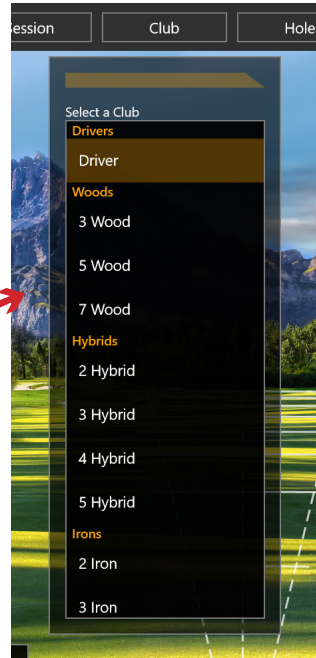 Session
Club
Hole
Select a Club
Drivers
Driver
Woods
3 Wood
5 Wood
7 Wood
Hybrids
2 Hybrid
3 Hybrid
4 Hybrid
5 Hybrid
Irons
2 Iron
3 Iron